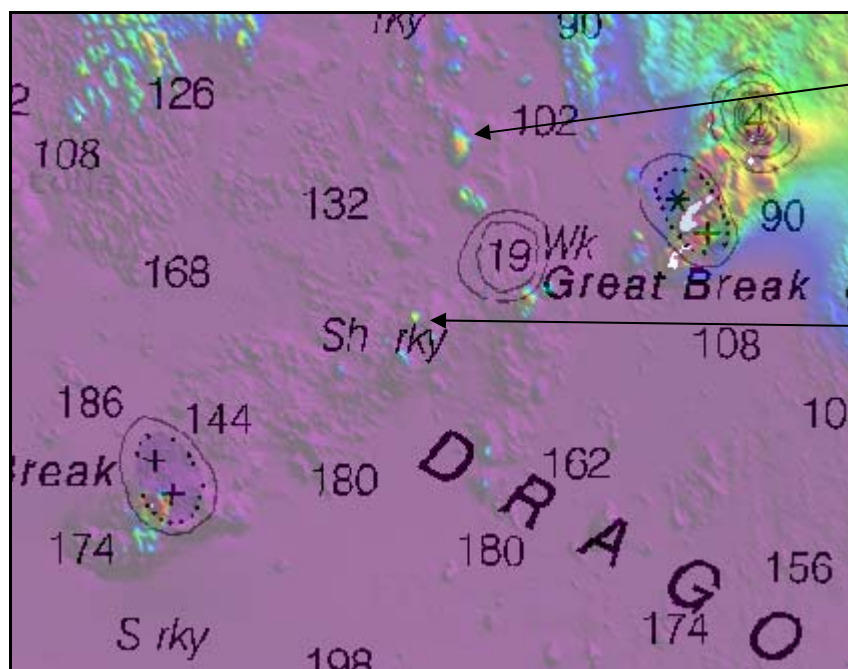 rky 90
2 126 102 4
108
132 90
168 19 Wk
Great Break
Sh rky 108
186 144 10
Break 180 162
174 180 156
S rky 174
198
D R A G O